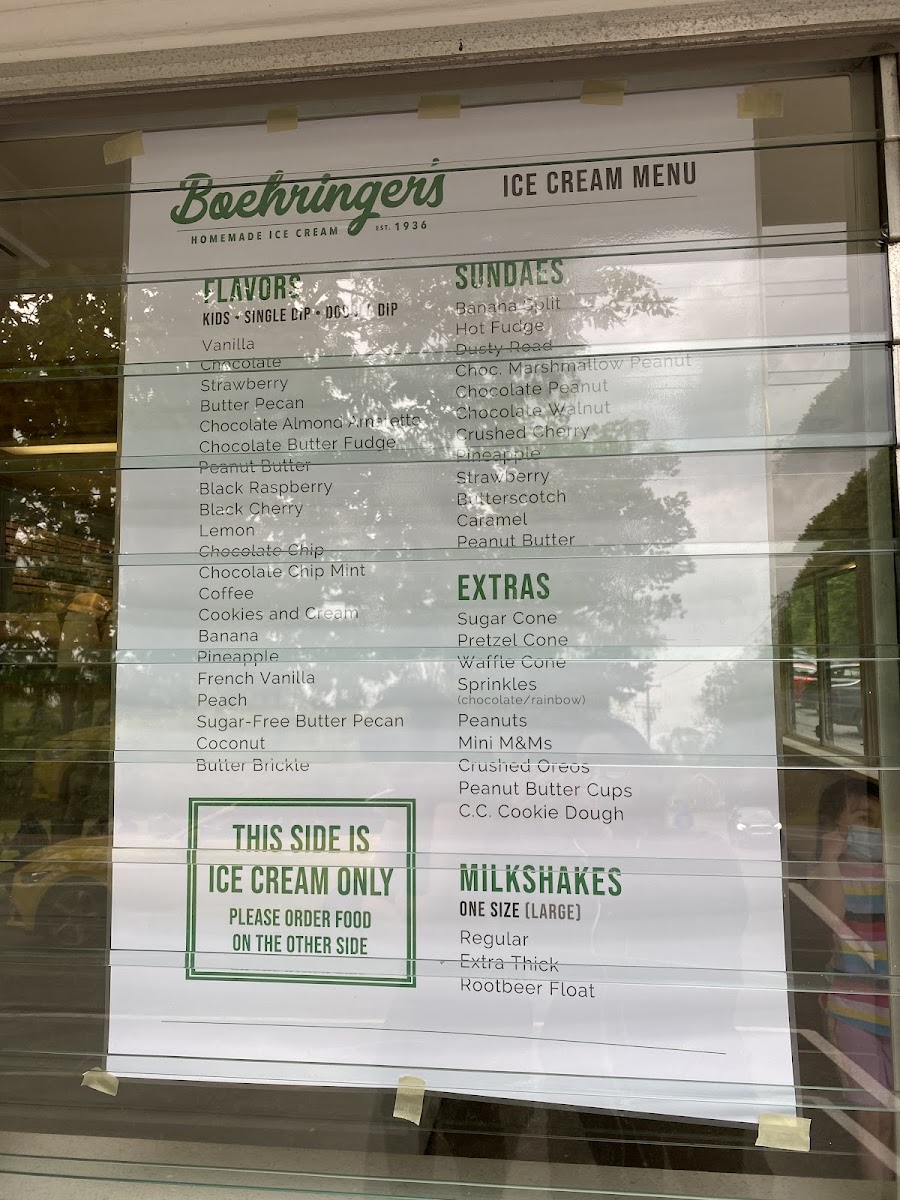 Boehringer's
HOMEMADE ICE CREAM EST. 1936
ICE CREAM MENU
FLAVORS
KIDS • SINGLE DIP • DOUBLE DIP
Vanilla
Chocolate
Strawberry
Butter Pecan
Chocolate Almond Amaretto
Chocolate Butter Fudge
Peanut Butter
Black Raspberry
Black Cherry
Lemon
Chocolate Chip
Chocolate Chip Mint
Coffee
Cookies and Cream
Banana
Pineapple
French Vanilla
Peach
Sugar-Free Butter Pecan
Coconut
Butter Brickle
THIS SIDE IS
ICE CREAM ONLY
PLEASE ORDER FOOD
ON THE OTHER SIDE
SUNDAES
Banana Split
Hot Fudge
Dusty Road
Choc. Marshmallow Peanut
Chocolate Peanut
Chocolate Walnut
Crushed Cherry
Pineapple
Strawberry
Butterscotch
Caramel
Peanut Butter
EXTRAS
Sugar Cone
Pretzel Cone
Waffle Cone
Sprinkles
(chocolate/rainbow)
Peanuts
Mini M&Ms
Crushed Oreos
Peanut Butter Cups
C.C. Cookie Dough
MILKSHAKES
ONE SIZE (LARGE)
Regular
Extra Thick
Rootbeer Float